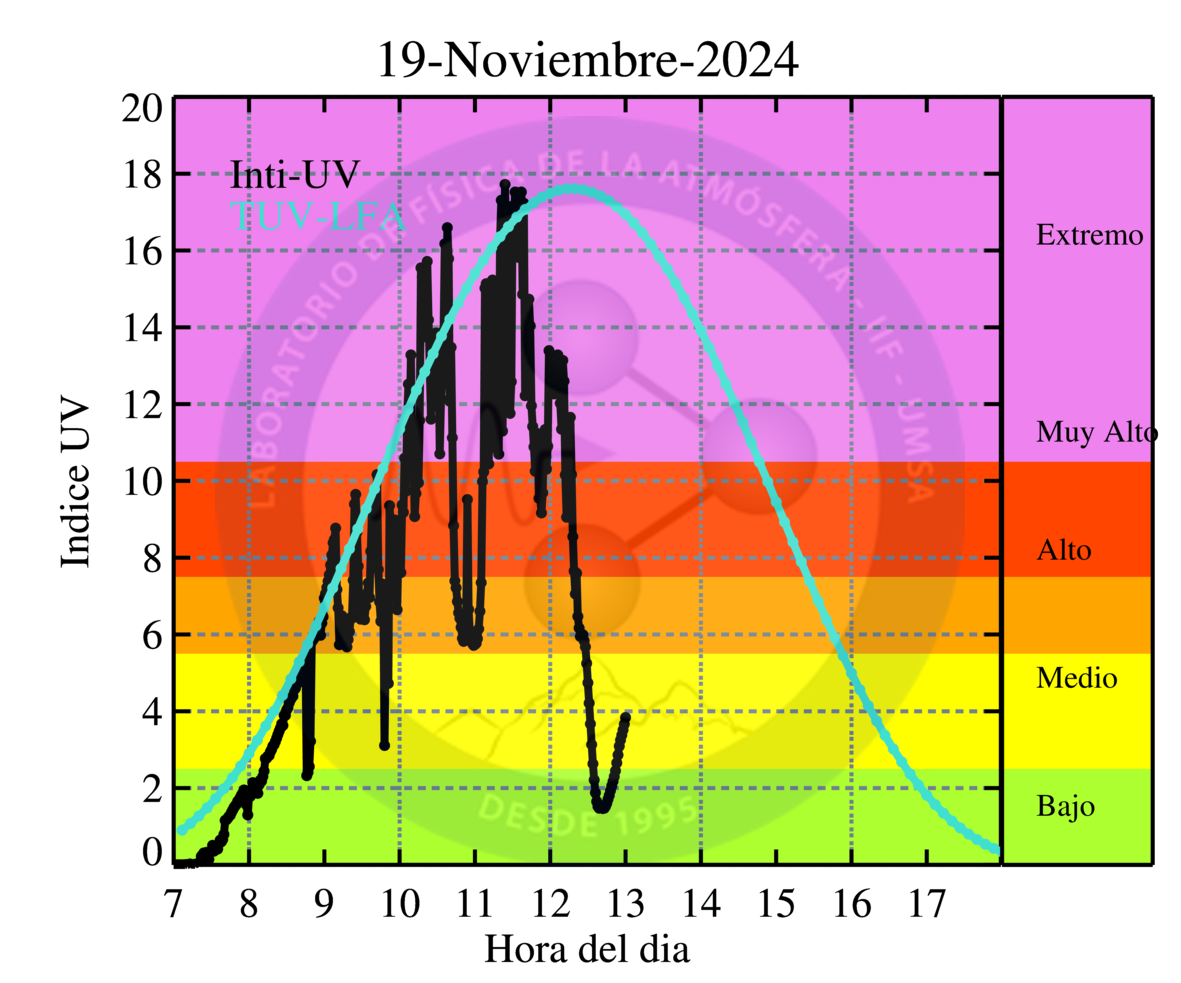 19-Noviembre-2024
Inti-UV
TUV-LFA
Indice UV
20
18
16
14
12
10
8
6
4
2
0
7 8 9 10 11 12 13 14 15 16 17
Hora del dia
Extremo
Muy Alto
Alto
Medio
Bajo
LABORATORIO DE FÍSICA DE LA ATMÓSFERA - IIF - UMSA
DESDE 1995